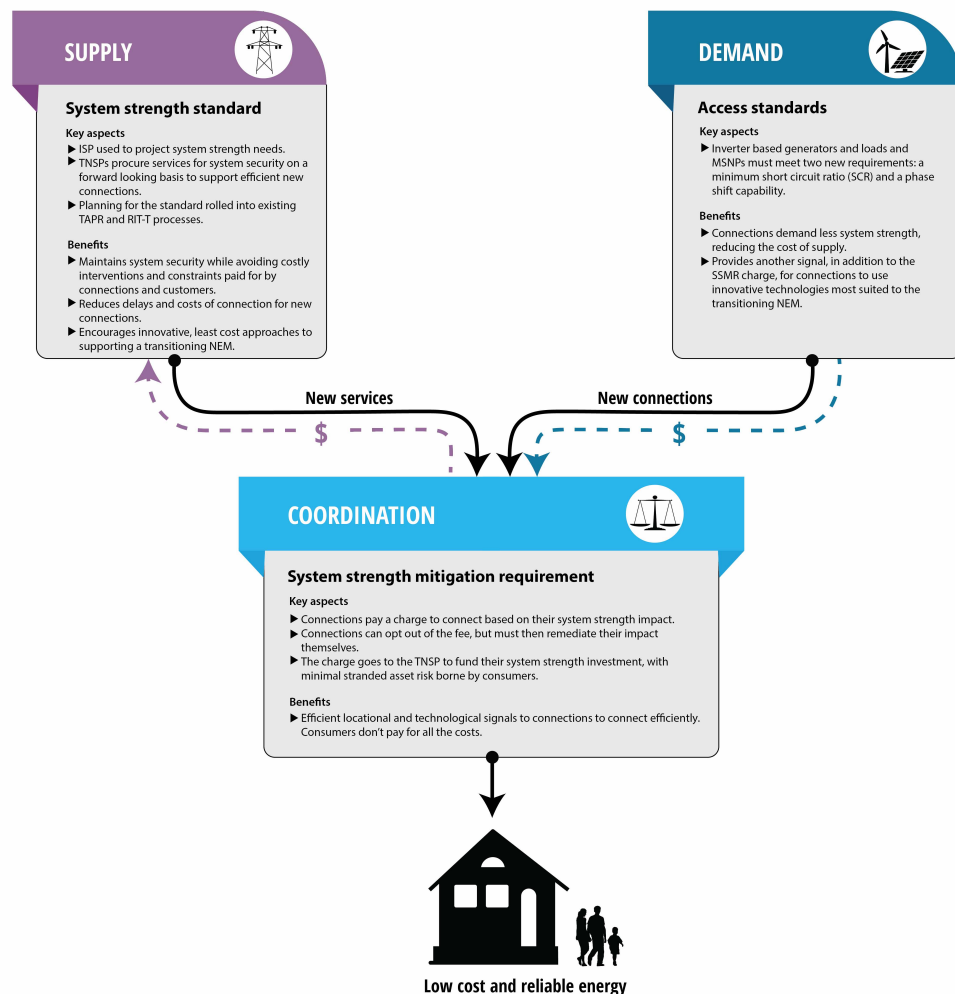 SUPPLY
System strength standard
Key aspects
▶ ISP used to project system strength needs.
▶ TNSPs procure services for system security on a
forward looking basis to support efficient new
connections.
▶ Planning for the standard rolled into existing
TAPR and RIT-T processes.
Benefits
▶ Maintains system security while avoiding costly
interventions and constraints paid for by
connections and customers.
▶ Reduces delays and costs of connection for new
connections.
▶ Encourages innovative, least cost approaches to
supporting a transitioning NEM.
DEMAND
Access standards
Key aspects
▶ Inverter based generators and loads and
MSNPs must meet two new requirements: a
minimum short circuit ratio (SCR) and a phase
shift capability.
Benefits
▶ Connections demand less system strength,
reducing the cost of supply.
▶ Provides another signal, in addition to the
SSMR charge, for connections to use
innovative technologies most suited to the
transitioning NEM.
New services
$
New connections
$
COORDINATION
System strength mitigation requirement
Key aspects
▶ Connections pay a charge to connect based on their system strength impact.
▶ Connections can opt out of the fee, but must then remediate their impact
themselves.
▶ The charge goes to the TNSP to fund their system strength investment, with
minimal stranded asset risk borne by consumers.
Benefits
▶ Efficient locational and technological signals to connections to connect efficiently.
Consumers don't pay for all the costs.
Low cost and reliable energy